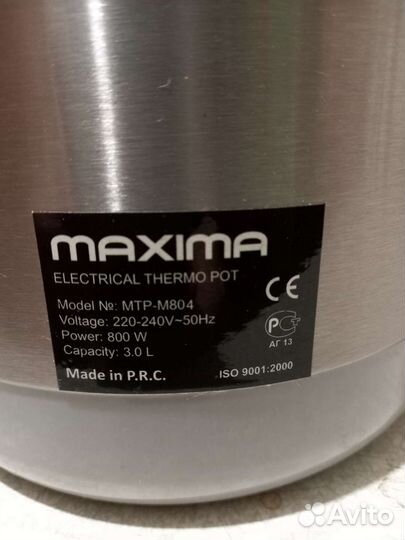 MAXIMA
ELECTRICAL THERMO POT
Model №: MTP-M804
Voltage: 220-240V~50Hz
Power: 800 W
Capacity: 3.0 L
CE
РС
АГ 13
Made in P.R.C.
ISO 9001:2000
Avito